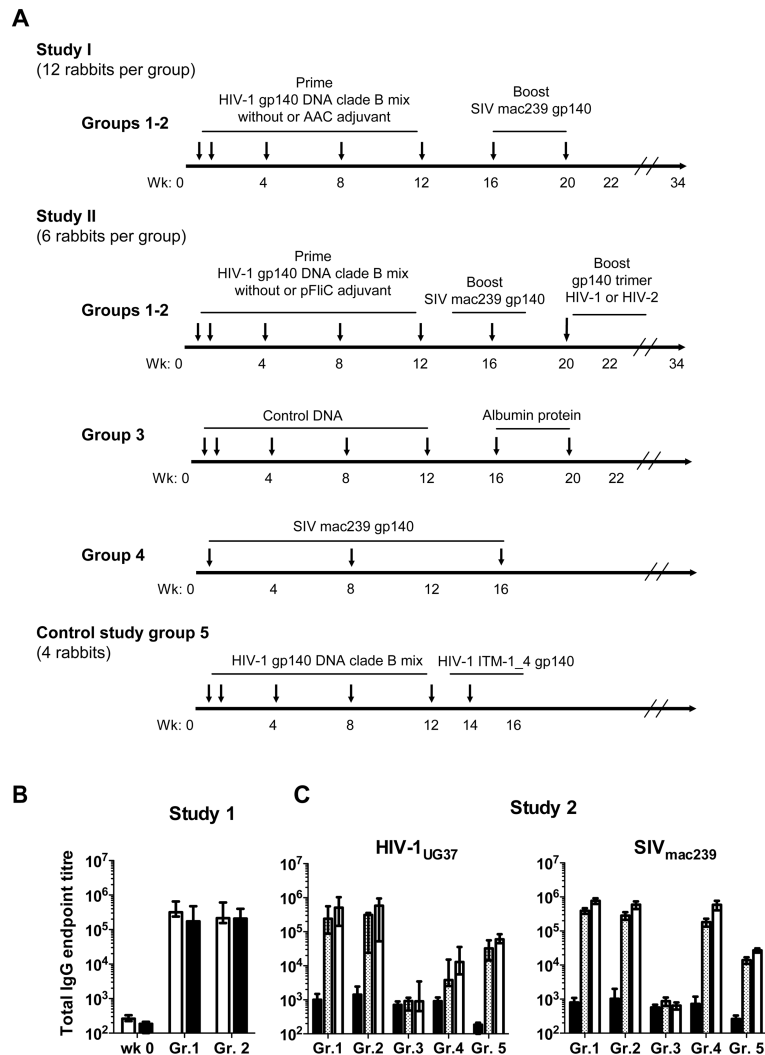 A
Study I
(12 rabbits per group)
Prime
HIV-1 gp140 DNA clade B mix
without or AAC adjuvant
Boost
SIV mac239 gp140
Groups 1-2
Wk: 0 4 8 12 16 20 22 34
Study II
(6 rabbits per group)
Prime
HIV-1 gp140 DNA clade B mix
without or pFliC adjuvant
Boost
SIV mac239 gp140
Boost
gp140 trimer
HIV-1 or HIV-2
Groups 1-2
Wk: 0 4 8 12 16 20 22 34
Control DNA
Albumin protein
Group 3
Wk: 0 4 8 12 16 20 22
SIV mac239 gp140
Group 4
Wk: 0 4 8 12 16
Control study group 5
(4 rabbits)
HIV-1 gp140 DNA clade B mix
HIV-1 ITM-1_4 gp140
Wk: 0 4 8 12 14 16
B
Study 1
Total IgG endpoint titre
10⁷
10⁶
10⁵
10⁴
10³
10²
wk 0 Gr.1 Gr. 2
C
Study 2
HIV-1UG37
10⁷
10⁶
10⁵
10⁴
10³
10²
Gr.1 Gr.2 Gr.3 Gr.4 Gr. 5
SIVmac239
10⁷
10⁶
10⁵
10⁴
10³
10²
Gr.1 Gr.2 Gr.3 Gr.4 Gr. 5